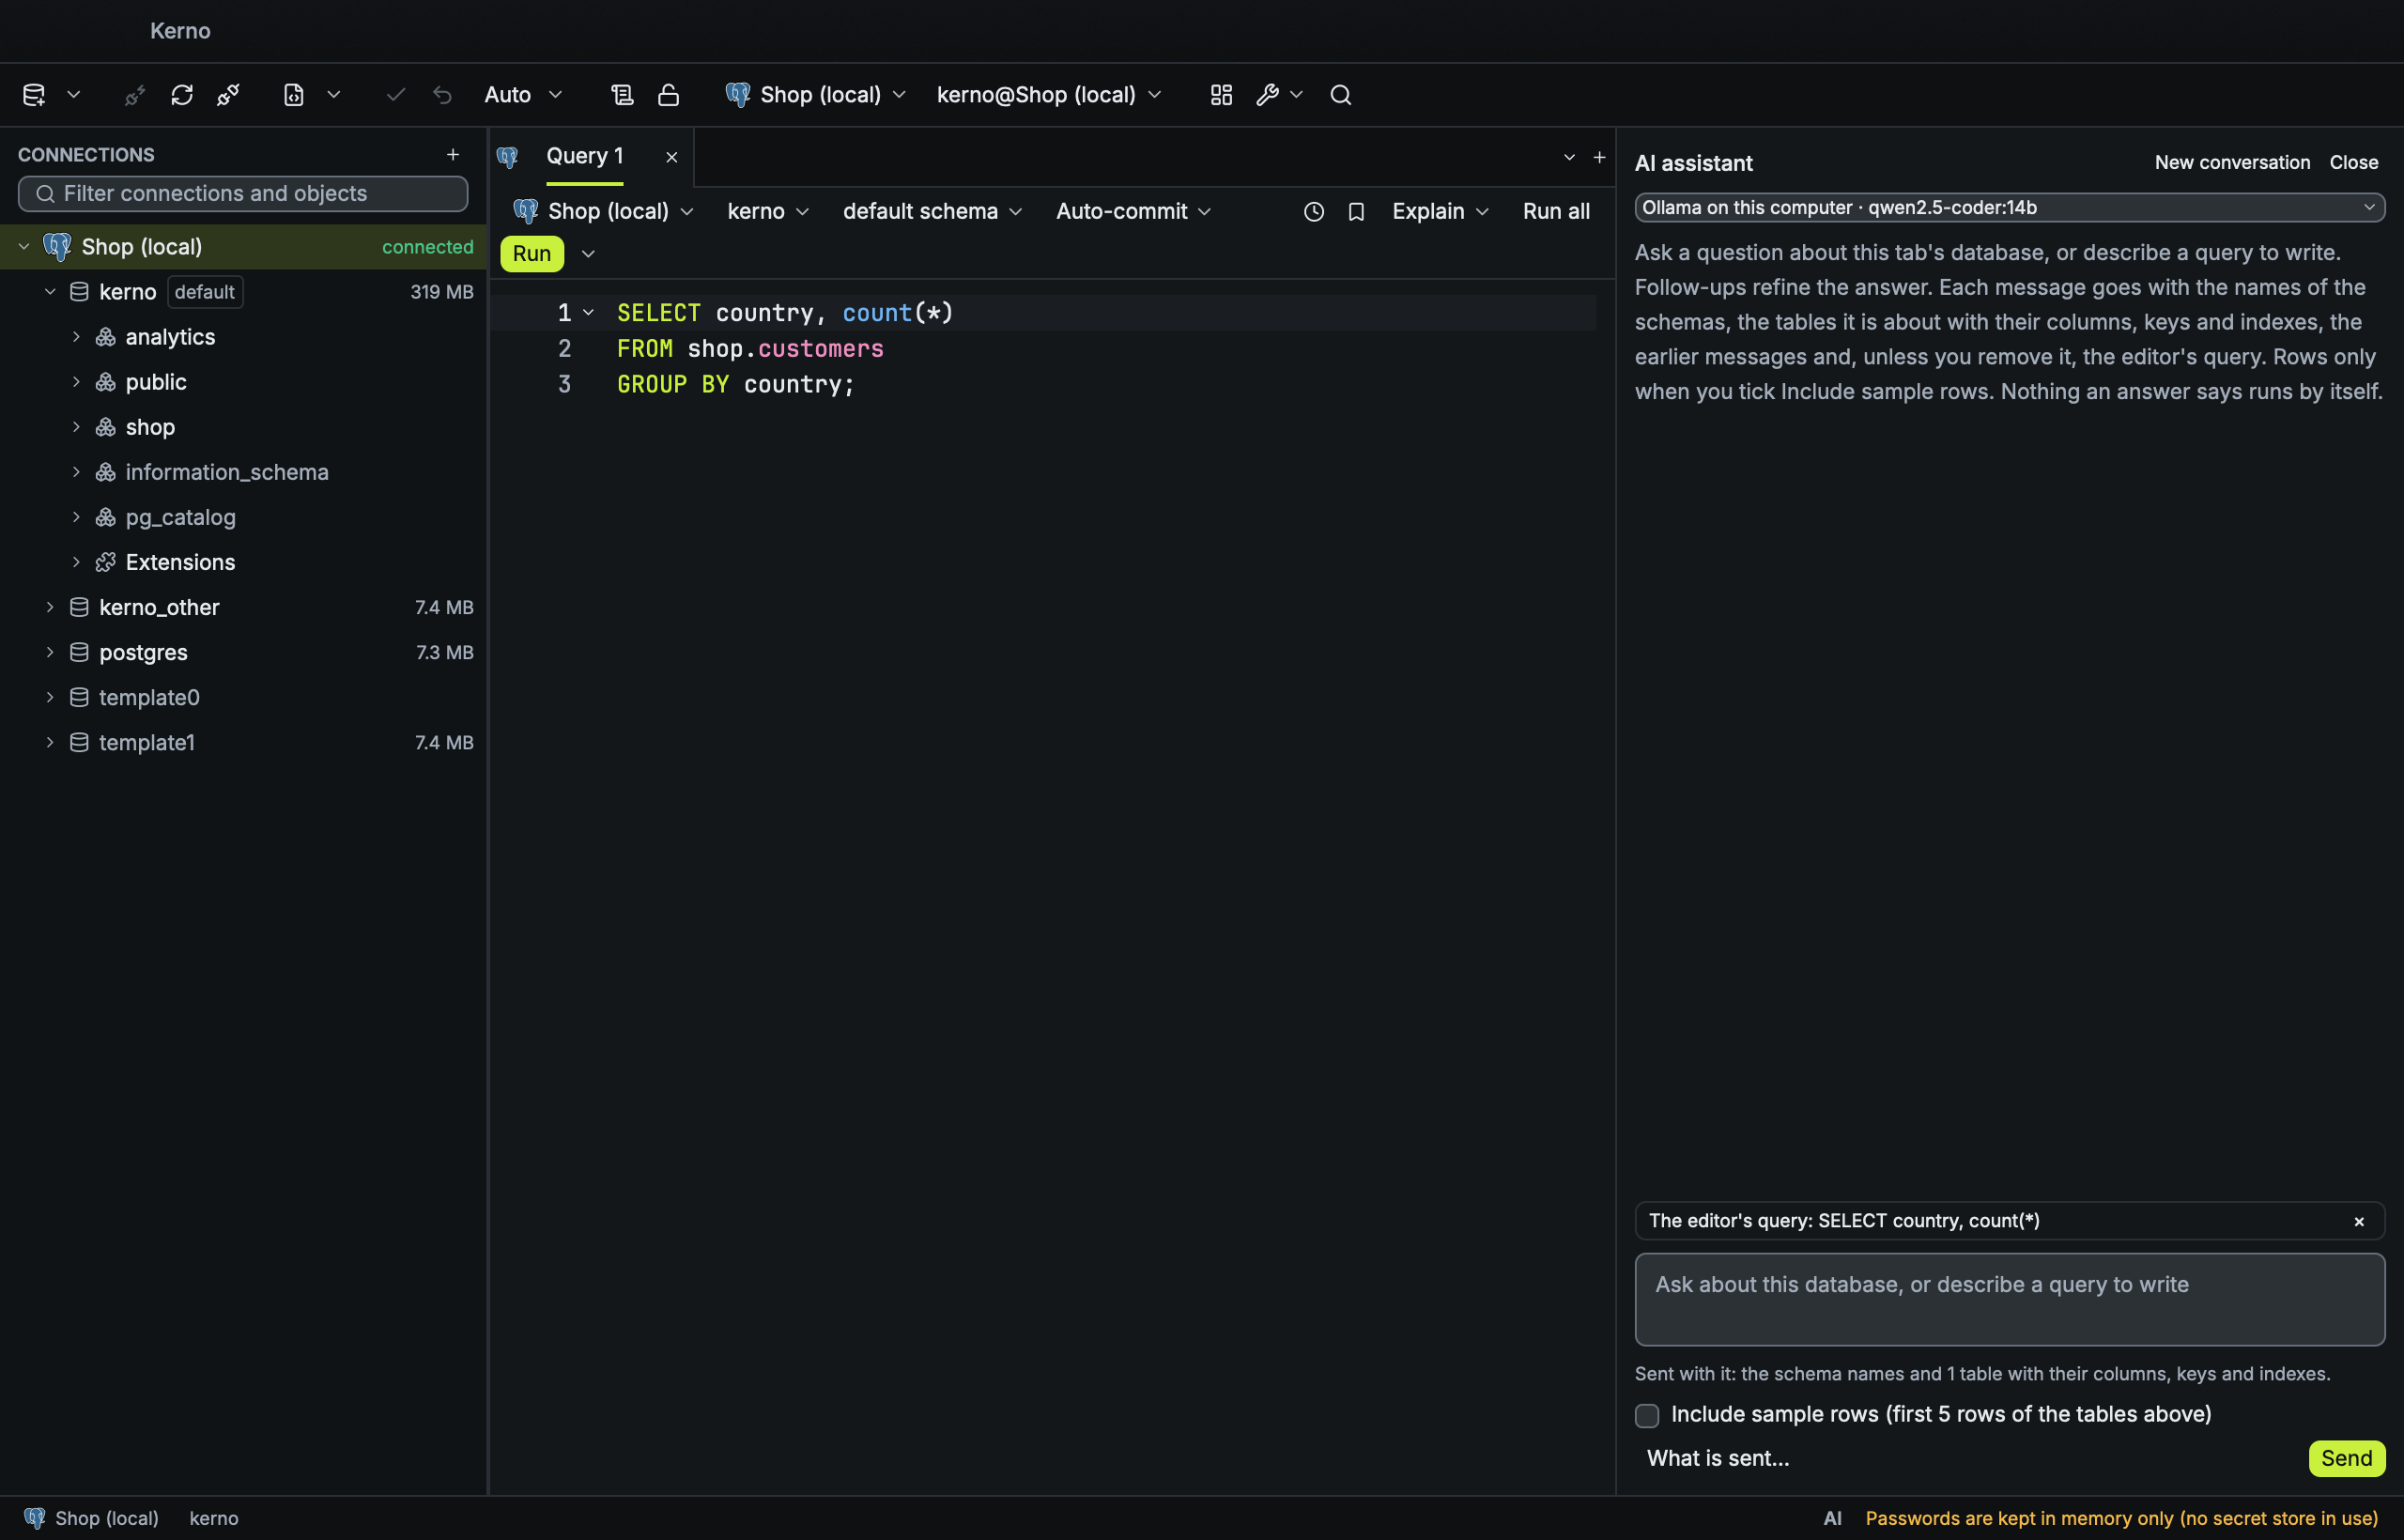 Kerno
Auto
Shop (local)
kerno@Shop (local)
CONNECTIONS
Filter connections and objects
Shop (local) connected
kerno default 319 MB
analytics
public
shop
information_schema
pg_catalog
Extensions
kerno_other 7.4 MB
postgres 7.3 MB
template0
template1 7.4 MB
Query 1
Shop (local) kerno default schema Auto-commit Explain Run all
Run
1 SELECT country, count(*)
2 FROM shop.customers
3 GROUP BY country;
AI assistant New conversation Close
Ollama on this computer · qwen2.5-coder:14b
Ask a question about this tab's database, or describe a query to write.
Follow-ups refine the answer. Each message goes with the names of the
schemas, the tables it is about with their columns, keys and indexes, the
earlier messages and, unless you remove it, the editor's query. Rows only
when you tick Include sample rows. Nothing an answer says runs by itself.
The editor's query: SELECT country, count(*)
Ask about this database, or describe a query to write
Sent with it: the schema names and 1 table with their columns, keys and indexes.
Include sample rows (first 5 rows of the tables above)
What is sent...
Send
Shop (local) kerno
AI Passwords are kept in memory only (no secret store in use)